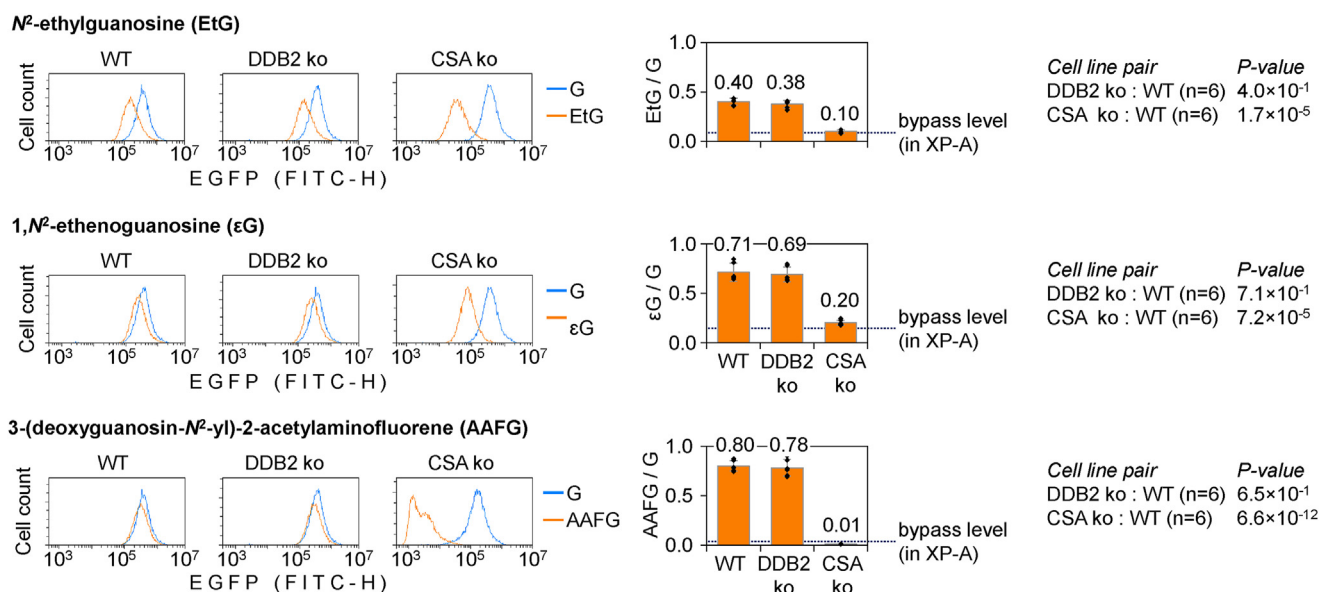 N²-ethylguanosine (EtG)
WT
DDB2 ko
CSA ko
Cell count
G
EtG
10³ 10⁵ 10⁷
10³ 10⁵ 10⁷
10³ 10⁵ 10⁷
EGFP (FITC-H)
EtG / G
1.0
0.5
0.0
0.40
0.38
0.10
bypass level
(in XP-A)
Cell line pair P-value
DDB2 ko : WT (n=6) 4.0×10⁻¹
CSA ko : WT (n=6) 1.7×10⁻⁵
1,N²-ethenoguanosine (εG)
WT
DDB2 ko
CSA ko
Cell count
G
εG
10³ 10⁵ 10⁷
10³ 10⁵ 10⁷
10³ 10⁵ 10⁷
EGFP (FITC-H)
εG / G
1.0
0.5
0.0
0.71
0.69
0.20
WT
DDB2
ko
CSA
ko
bypass level
(in XP-A)
Cell line pair P-value
DDB2 ko : WT (n=6) 7.1×10⁻¹
CSA ko : WT (n=6) 7.2×10⁻⁵
3-(deoxyguanosin-N²-yl)-2-acetylaminofluorene (AAFG)
WT
DDB2 ko
CSA ko
Cell count
G
AAFG
10³ 10⁵ 10⁷
10³ 10⁵ 10⁷
10³ 10⁵ 10⁷
EGFP (FITC-H)
AAFG / G
1.0
0.5
0.0
0.80
0.78
0.01
WT
DDB2
ko
CSA
ko
bypass level
(in XP-A)
Cell line pair P-value
DDB2 ko : WT (n=6) 6.5×10⁻¹
CSA ko : WT (n=6) 6.6×10⁻¹²